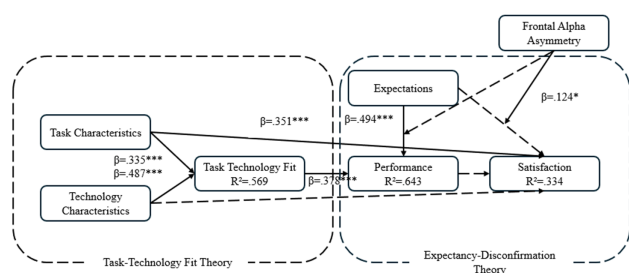 Frontal Alpha
Asymmetry
Expectations
β=.124*
β=.351***
β=.494***
Task Characteristics
β=.335***
β=.487***
Task Technology Fit
R²=.569
β=.378***
Performance
R²=.643
Satisfaction
R²=.334
Technology
Characteristics
Task-Technology Fit Theory
Expectancy-Disconfirmation
Theory